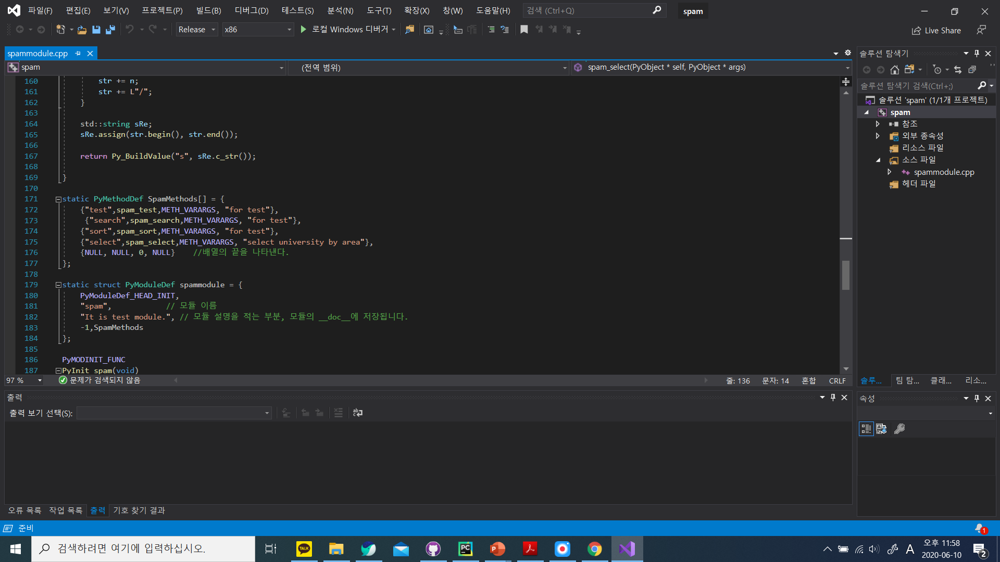 파일(F) 편집(E) 보기(V) 프로젝트(P) 빌드(B) 디버그(D) 테스트(S) 분석(N) 도구(T) 확장(X) 창(W) 도움말(H) 검색 (Ctrl+Q) spam
Release x86 로컬 Windows 디버거 Live Share
spammodule.cpp
spam (전역 범위) spam_select(PyObject * self, PyObject * args)
160 str += n;
161 str += L"/";
162 }
163
164 std::string sRe;
165 sRe.assign(str.begin(), str.end());
166
167 return Py_BuildValue("s", sRe.c_str());
168
169 }
170
171 static PyMethodDef SpamMethods[] = {
172 {"test",spam_test,METH_VARARGS, "for test"},
173 {"search",spam_search,METH_VARARGS, "for test"},
174 {"sort",spam_sort,METH_VARARGS, "for test"},
175 {"select",spam_select,METH_VARARGS, "select university by area"},
176 {NULL, NULL, 0, NULL} //배열의 끝을 나타낸다.
177 };
178
179 static struct PyModuleDef spammodule = {
180 PyModuleDef_HEAD_INIT,
181 "spam", // 모듈 이름
182 "It is test module.", // 모듈 설명을 적는 부분, 모듈의 __doc__에 저장됩니다.
183 -1,SpamMethods
184 };
185
186 PyMODINIT_FUNC
187 PyInit_spam(void)
97 % 문제가 검색되지 않음 줄: 136 문자: 14 혼합 CRLF
출력
출력 보기 선택(S):
오류 목록 작업 목록 출력 기호 찾기 결과
솔루션 탐색기
솔루션 탐색기 검색(Ctrl+;)
솔루션 'spam' (1/1개 프로젝트)
spam
참조
외부 종속성
리소스 파일
소스 파일
spammodule.cpp
헤더 파일
솔루... 팀 탐... 클래... 리소...
속성
준비 1
검색하려면 여기에 입력하십시오.
TALK
PC
P
A
오후 11:58
2020-06-10
2